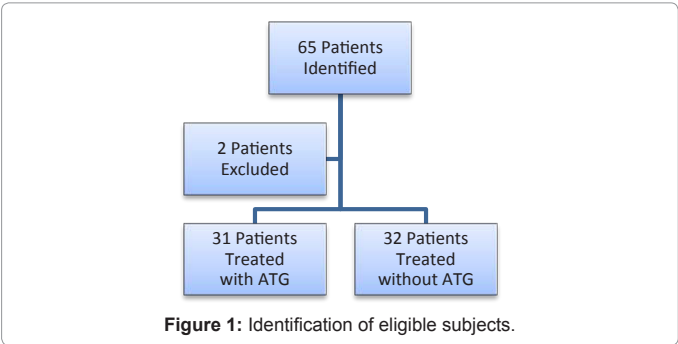 65 Patients
Identified
2 Patients
Excluded
31 Patients
Treated
with ATG
32 Patients
Treated
without ATG
Figure 1: Identification of eligible subjects.